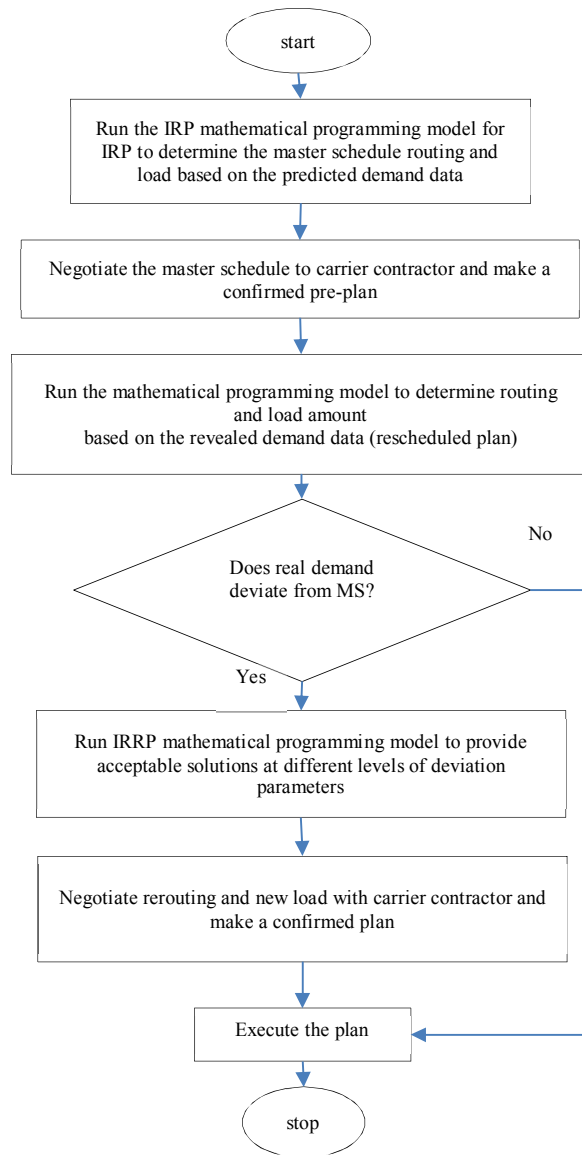 start
Run the IRP mathematical programming model for
IRP to determine the master schedule routing and
load based on the predicted demand data
Negotiate the master schedule to carrier contractor and make a
confirmed pre-plan
Run the mathematical programming model to determine routing
and load amount
based on the revealed demand data (rescheduled plan)
No
Does real demand
deviate from MS?
Yes
Run IRRP mathematical programming model to provide
acceptable solutions at different levels of deviation
parameters
Negotiate rerouting and new load with carrier contractor and
make a confirmed plan
Execute the plan
stop